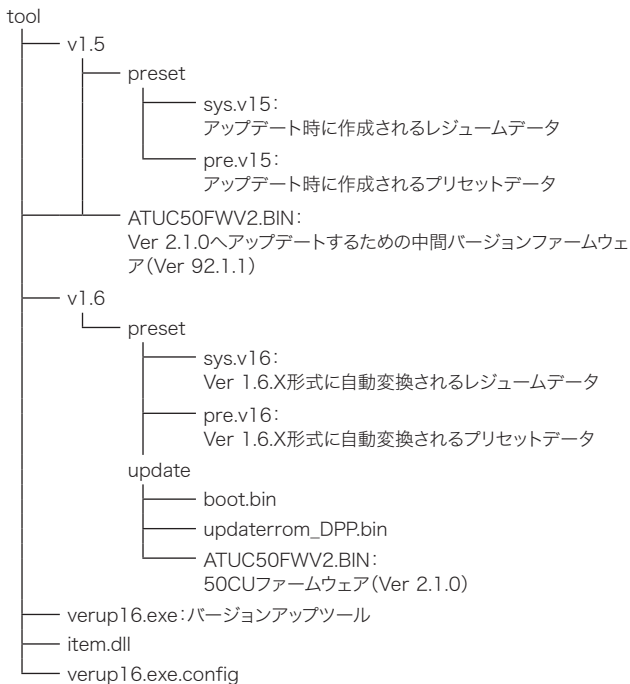 tool
v1.5
preset
sys.v15：
アップデート時に作成されるレジュームデータ
pre.v15：
アップデート時に作成されるプリセットデータ
ATUC50FWV2.BIN：
Ver 2.1.0へアップデートするための中間バージョンファームウェ
ア（Ver 92.1.1）
v1.6
preset
sys.v16：
Ver 1.6.X形式に自動変換されるレジュームデータ
pre.v16：
Ver 1.6.X形式に自動変換されるプリセットデータ
update
boot.bin
updaterrom_DPP.bin
ATUC50FWV2.BIN：
50CUファームウェア（Ver 2.1.0）
verup16.exe：バージョンアップツール
item.dll
verup16.exe.config